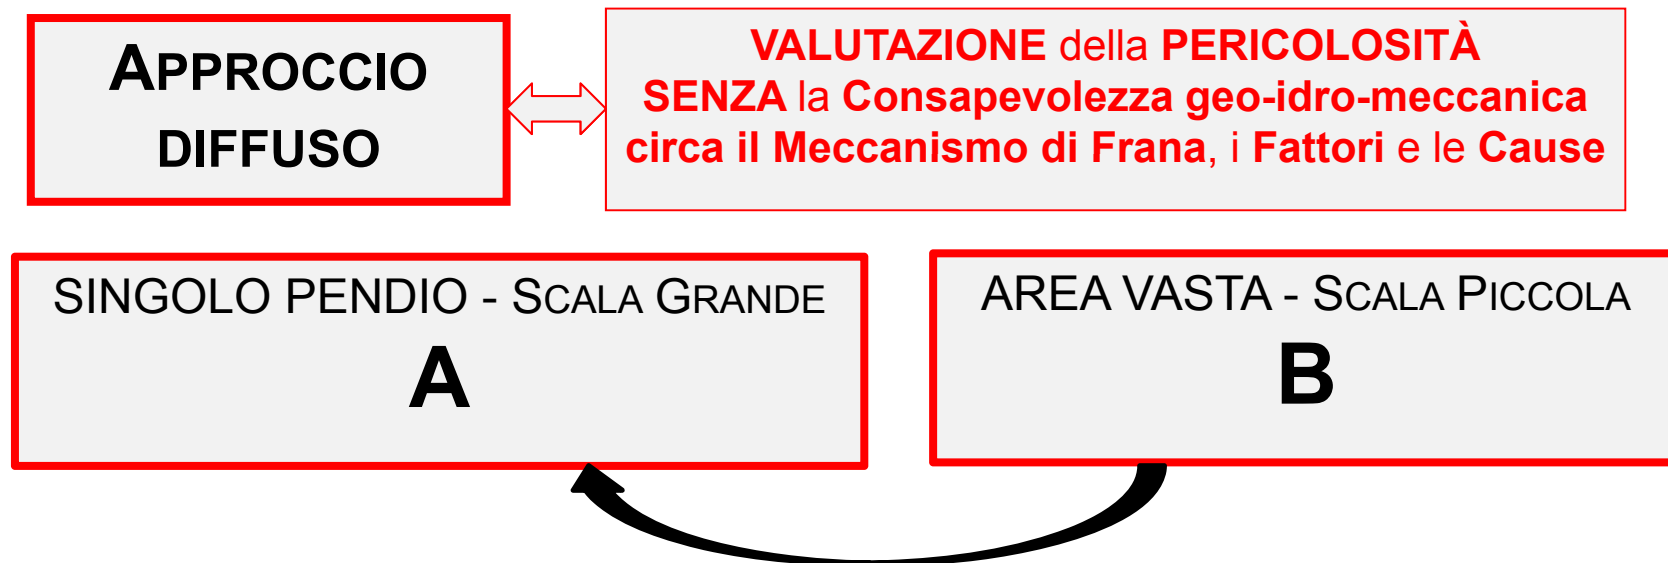 APPROCCIO
DIFFUSO
VALUTAZIONE della PERICOLOSITÀ
SENZA la Consapevolezza geo-idro-meccanica
circa il Meccanismo di Frana, i Fattori e le Cause
SINGOLO PENDIO - SCALA GRANDE
A
AREA VASTA - SCALA PICCOLA
B